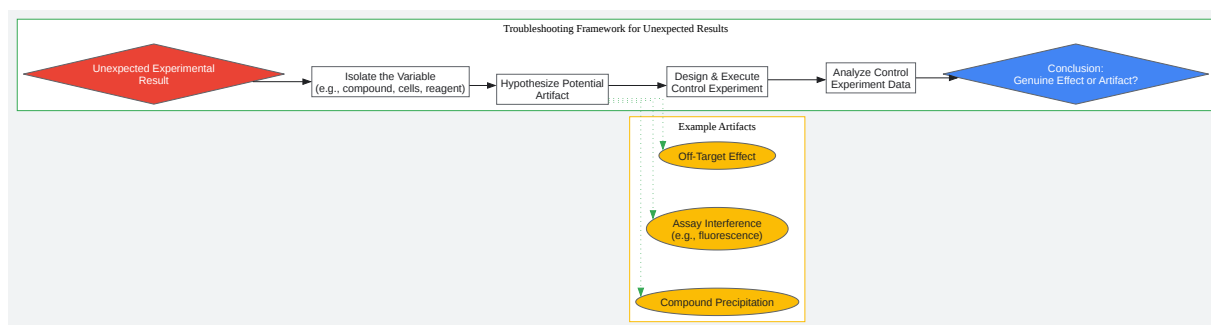 Troubleshooting Framework for Unexpected Results
Unexpected Experimental
Result
Isolate the Variable
(e.g., compound, cells, reagent)
Hypothesize Potential
Artifact
Design & Execute
Control Experiment
Analyze Control
Experiment Data
Conclusion:
Genuine Effect or Artifact?
Example Artifacts
Off-Target Effect
Assay Interference
(e.g., fluorescence)
Compound Precipitation